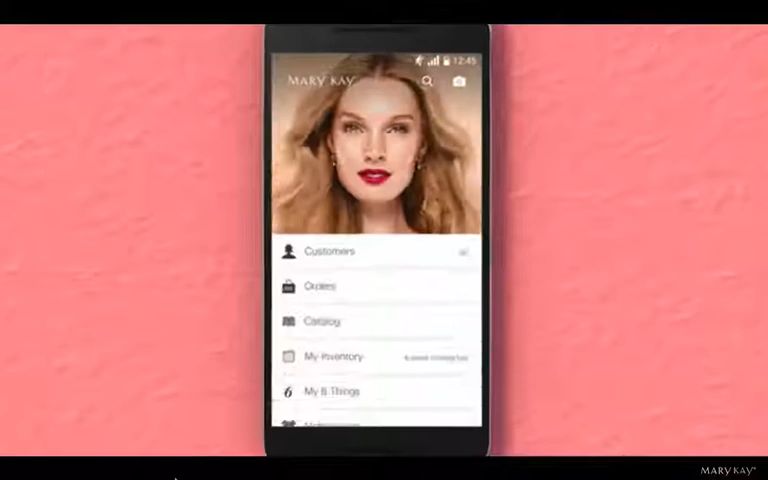 12:45
MARY KAY
Customers
Orders
Catalog
My Inventory
My 6 Things
MARY KAY